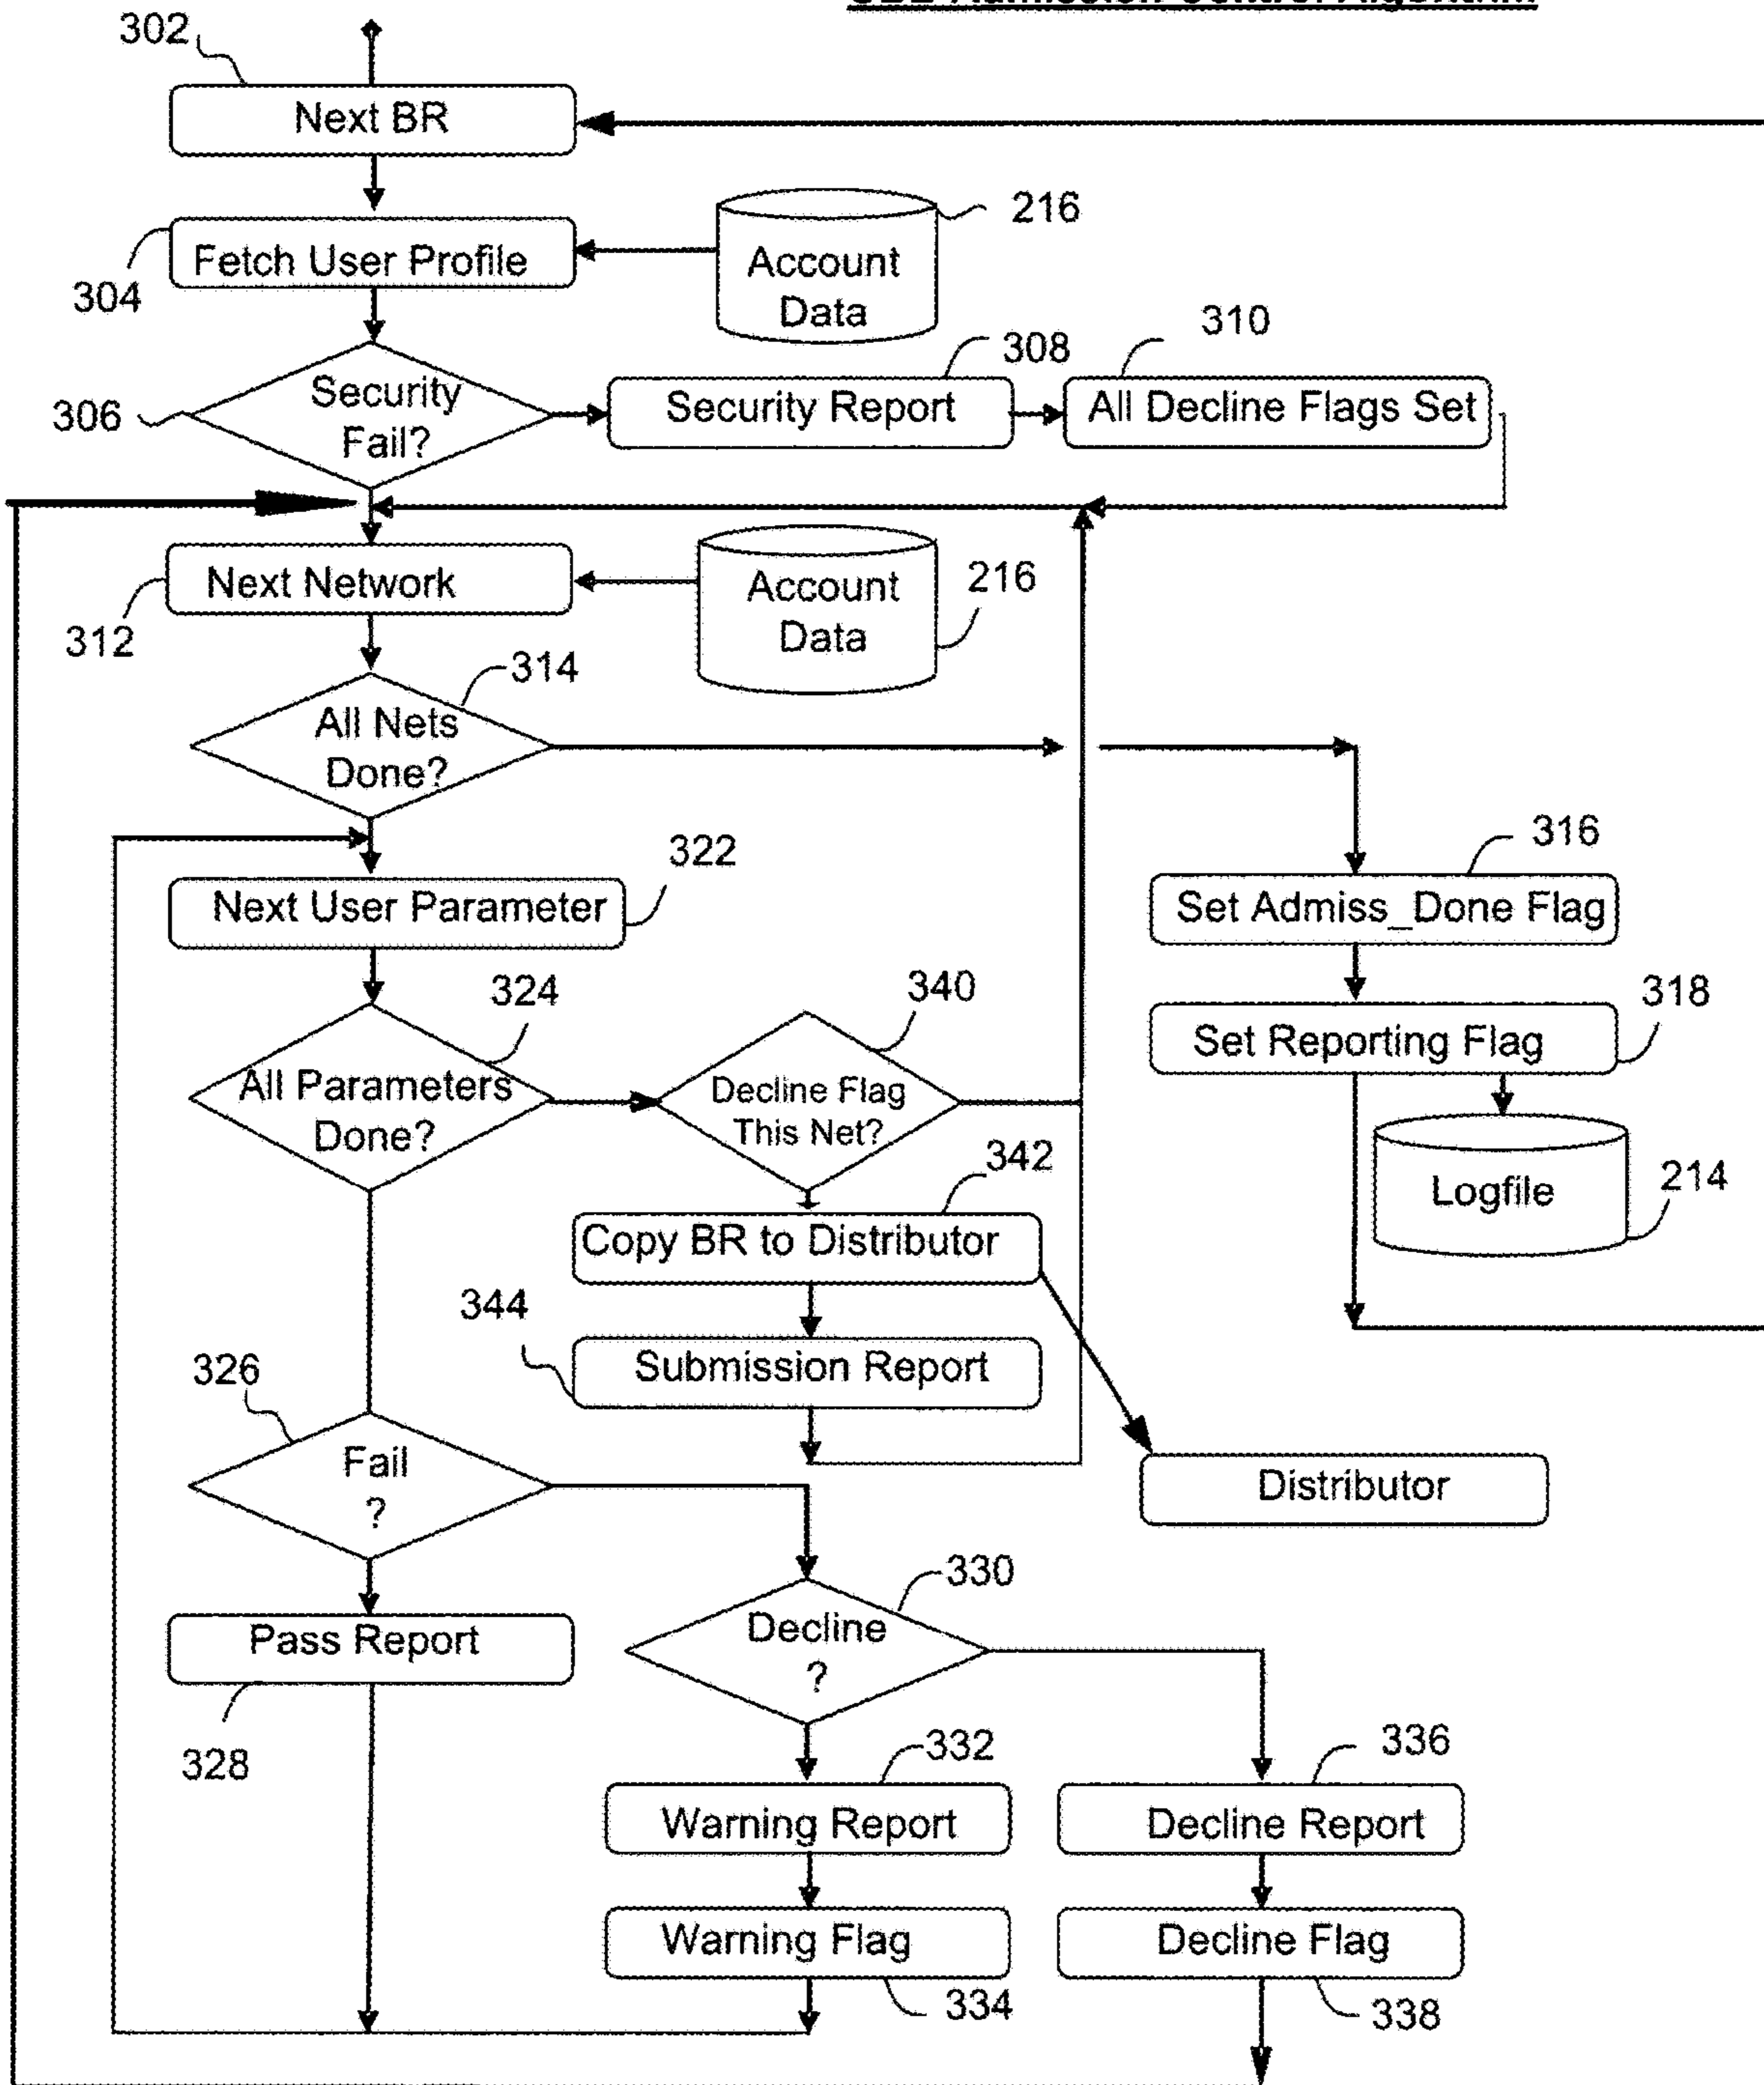 Admission Control Algorithm
302
Next BR
216
Fetch User Profile
Account
Data
304
310
308
Security
Fail?
306
Security Report
All Decline Flags Set
Next Network
Account
Data
216
312
314
All Nets
Done?
316
322
Next User Parameter
Set Admiss_Done Flag
324
340
318
Set Reporting Flag
All Parameters
Done?
Decline Flag
This Net?
342
Logfile
214
Copy BR to Distributor
344
Submission Report
326
Fail
?
Distributor
330
Decline
?
Pass Report
328
332
336
Warning Report
Decline Report
Warning Flag
Decline Flag
334
338